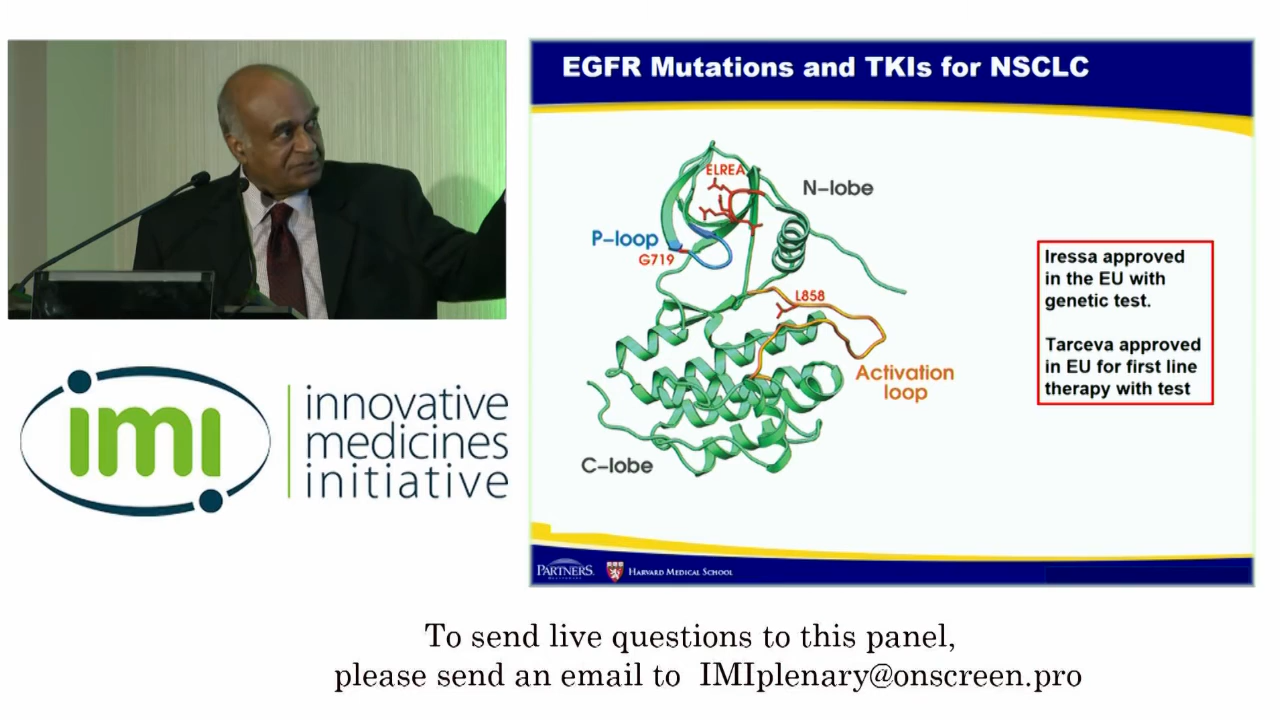 EGFR Mutations and TKIs for NSCLC
ELREA
N-lobe
P-loop
G719
L858
Activation
loop
C-lobe
Iressa approved
in the EU with
genetic test.
Tarceva approved
in EU for first line
therapy with test
PARTNERS
HARVARD MEDICAL SCHOOL
imi
innovative
medicines
initiative
To send live questions to this panel,
please send an email to IMIplenary@onscreen.pro